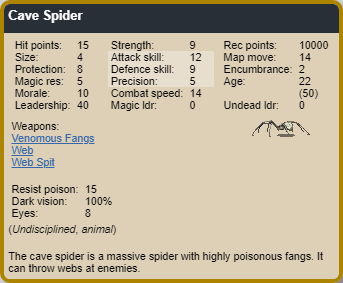 Cave Spider
Hit points: 15 Strength: 9 Rec points: 10000
Size: 4 Attack skill: 12 Map move: 14
Protection: 8 Defence skill: 9 Encumbrance: 2
Magic res: 5 Precision: 5 Age: 22
Morale: 10 Combat speed: 14 (50)
Leadership: 40 Magic ldr: 0 Undead ldr: 0
Weapons:
Venomous Fangs
Web
Web Spit
Resist poison: 15
Dark vision: 100%
Eyes: 8
(Undisciplined, animal)
The cave spider is a massive spider with highly poisonous fangs. It
can throw webs at enemies.